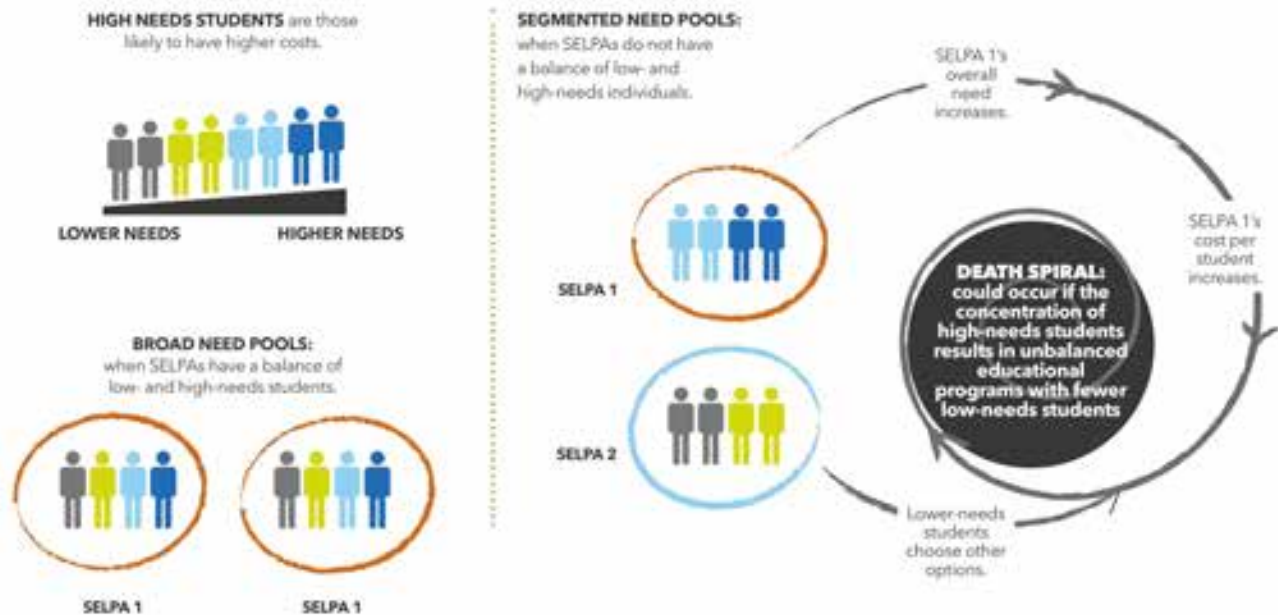 HIGH NEEDS STUDENTS are those
likely to have higher costs.
LOWER NEEDS
HIGHER NEEDS
BROAD NEED POOLS:
when SELPAs have a balance of
low- and high-needs students.
SELPA 1
SELPA 1
SEGMENTED NEED POOLS:
when SELPAs do not have
a balance of low- and
high-needs individuals.
SELPA 1
SELPA 2
SELPA 1's
overall
need
increases.
SELPA 1's
cost per
student
increases.
DEATH SPIRAL:
could occur if the
concentration of
high-needs students
results in unbalanced
educational
programs with fewer
low-needs students
Lower-needs
students
choose other
options.